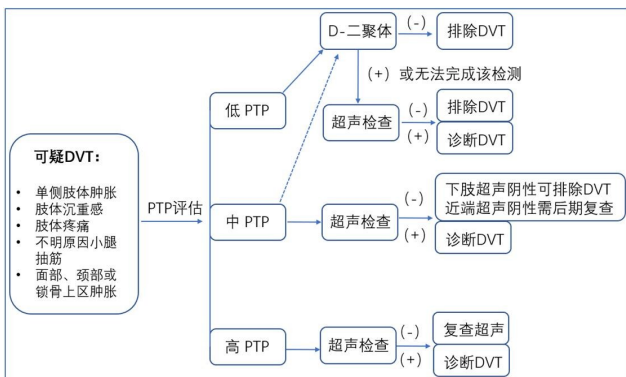 D-二聚体
(-)
排除DVT
(+)或无法完成该检测
低 PTP
超声检查
(-)
(+)
排除DVT
诊断DVT
可疑DVT：
• 单侧肢体肿胀
• 肢体沉重感
• 肢体疼痛
• 不明原因小腿
抽筋
• 面部、颈部或
锁骨上区肿胀
PTP评估
中 PTP
超声检查
(-)
(+)
下肢超声阴性可排除DVT
近端超声阴性需后期复查
诊断DVT
高 PTP
超声检查
(-)
(+)
复查超声
诊断DVT